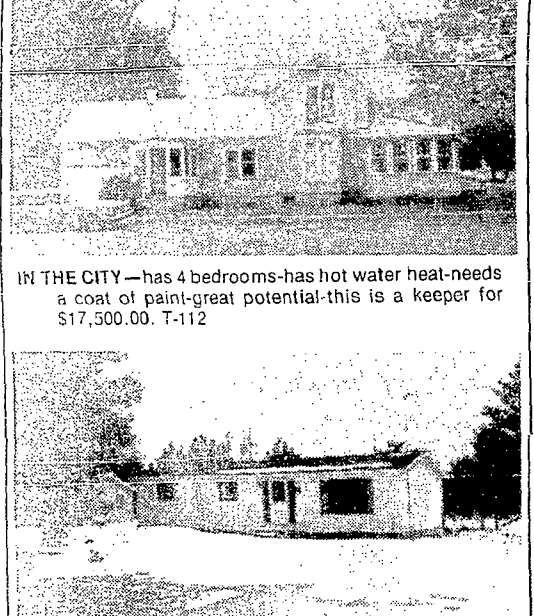 IN THE CITY—has 4 bedrooms-has hot water heat-needs
a coat of paint-great potential-this is a keeper for
$17,500.00. T-112